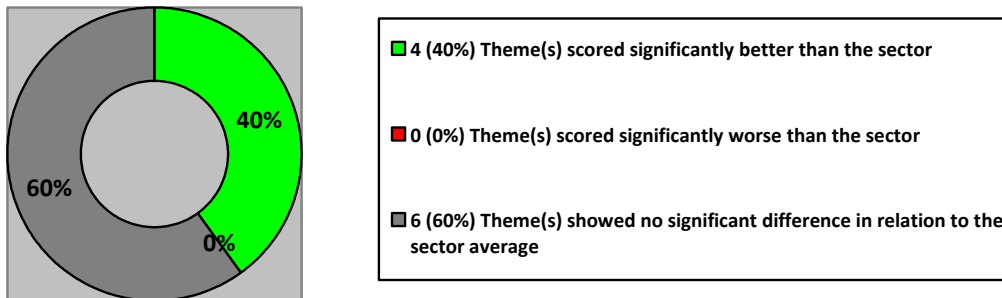 40%
60%
0%
4 (40%) Theme(s) scored significantly better than the sector
0 (0%) Theme(s) scored significantly worse than the sector
6 (60%) Theme(s) showed no significant difference in relation to the
sector average